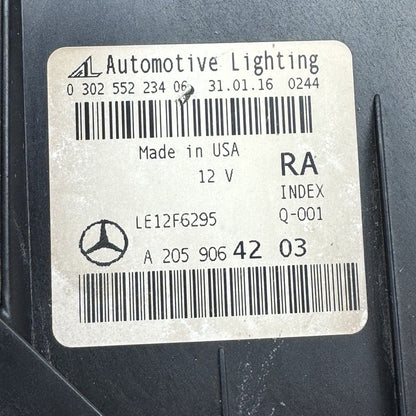 AL Automotive Lighting
0 302 552 234 06 31.01.16 0244
Made in USA
12 V
RA
INDEX
LE12F6295
Q-001
A 205 906 42 03